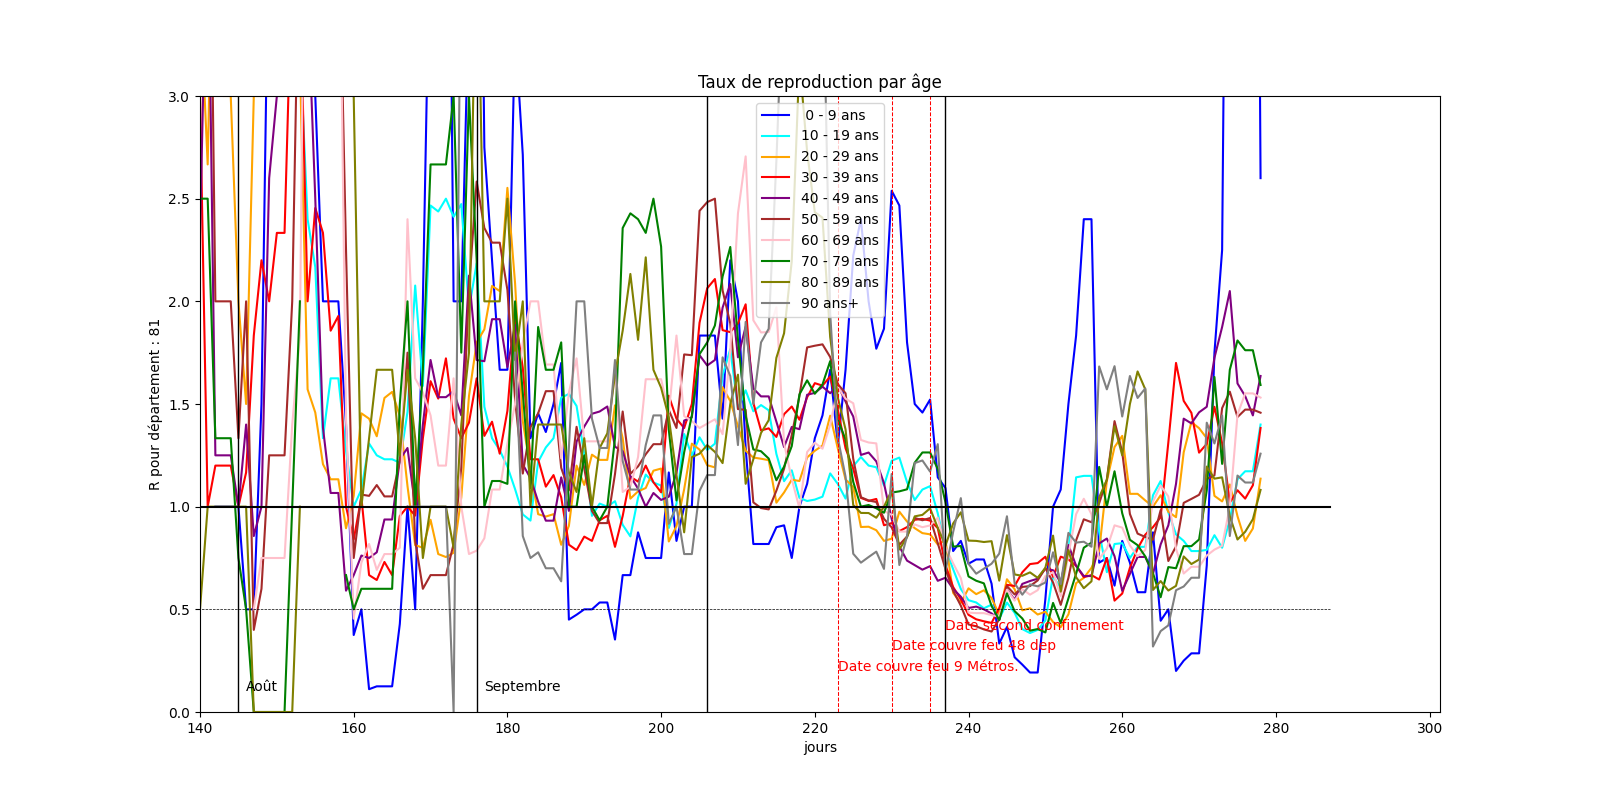 Taux de reproduction par âge
R pour département : 81
3.0
2.5
2.0
1.5
1.0
0.5
0.0
0 - 9 ans
10 - 19 ans
20 - 29 ans
30 - 39 ans
40 - 49 ans
50 - 59 ans
60 - 69 ans
70 - 79 ans
80 - 89 ans
90 ans+
Date second confinement
Date couvre feu 48 dep
Date couvre feu 9 Métros.
Août
Septembre
140 160 180 200 220 240 260 280 300
jours